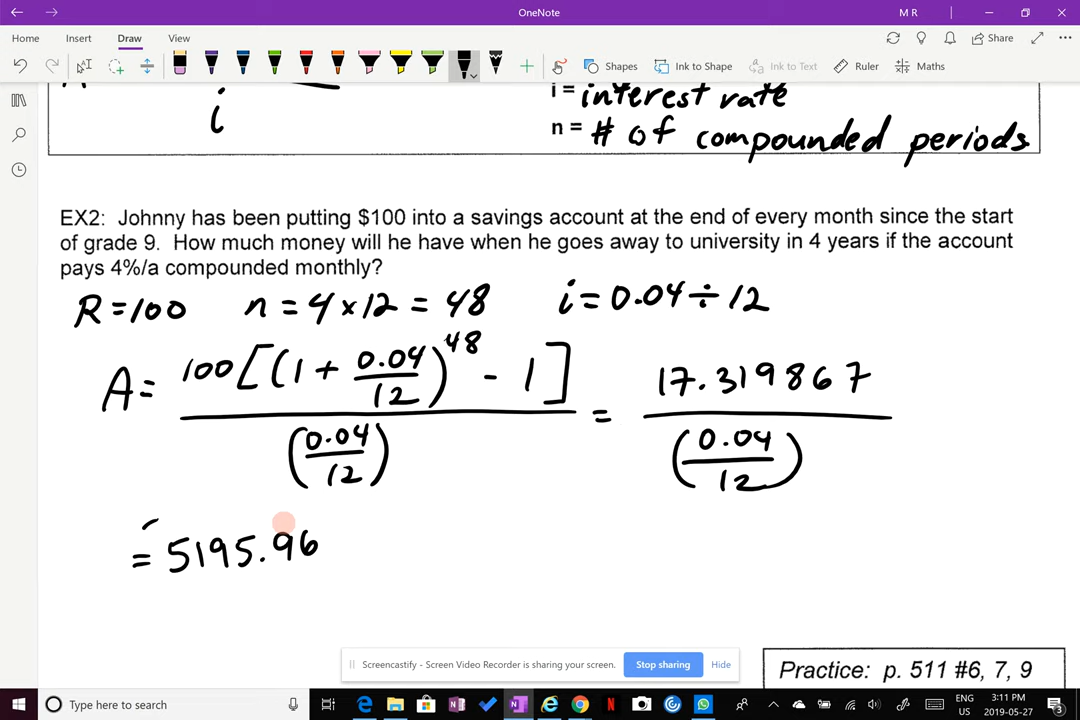 OneNote
M R
Home Insert Draw View
Share
Shapes Ink to Shape Ink to Text Ruler Maths
i
i = interest rate
n = # of compounded periods
EX2: Johnny has been putting $100 into a savings account at the end of every month since the start
of grade 9. How much money will he have when he goes away to university in 4 years if the account
pays 4%/a compounded monthly?
R=100 n = 4 × 12 = 48 i = 0.04 ÷ 12
A = 100[(1 + 0.04/12)^48 - 1] / (0.04/12) = 17.319867 / (0.04/12)
= 5195.96
Screencastify - Screen Video Recorder is sharing your screen. Stop sharing Hide
Practice: p. 511 #6, 7, 9
Type here to search
ENG 3:11 PM
US 2019-05-27
3